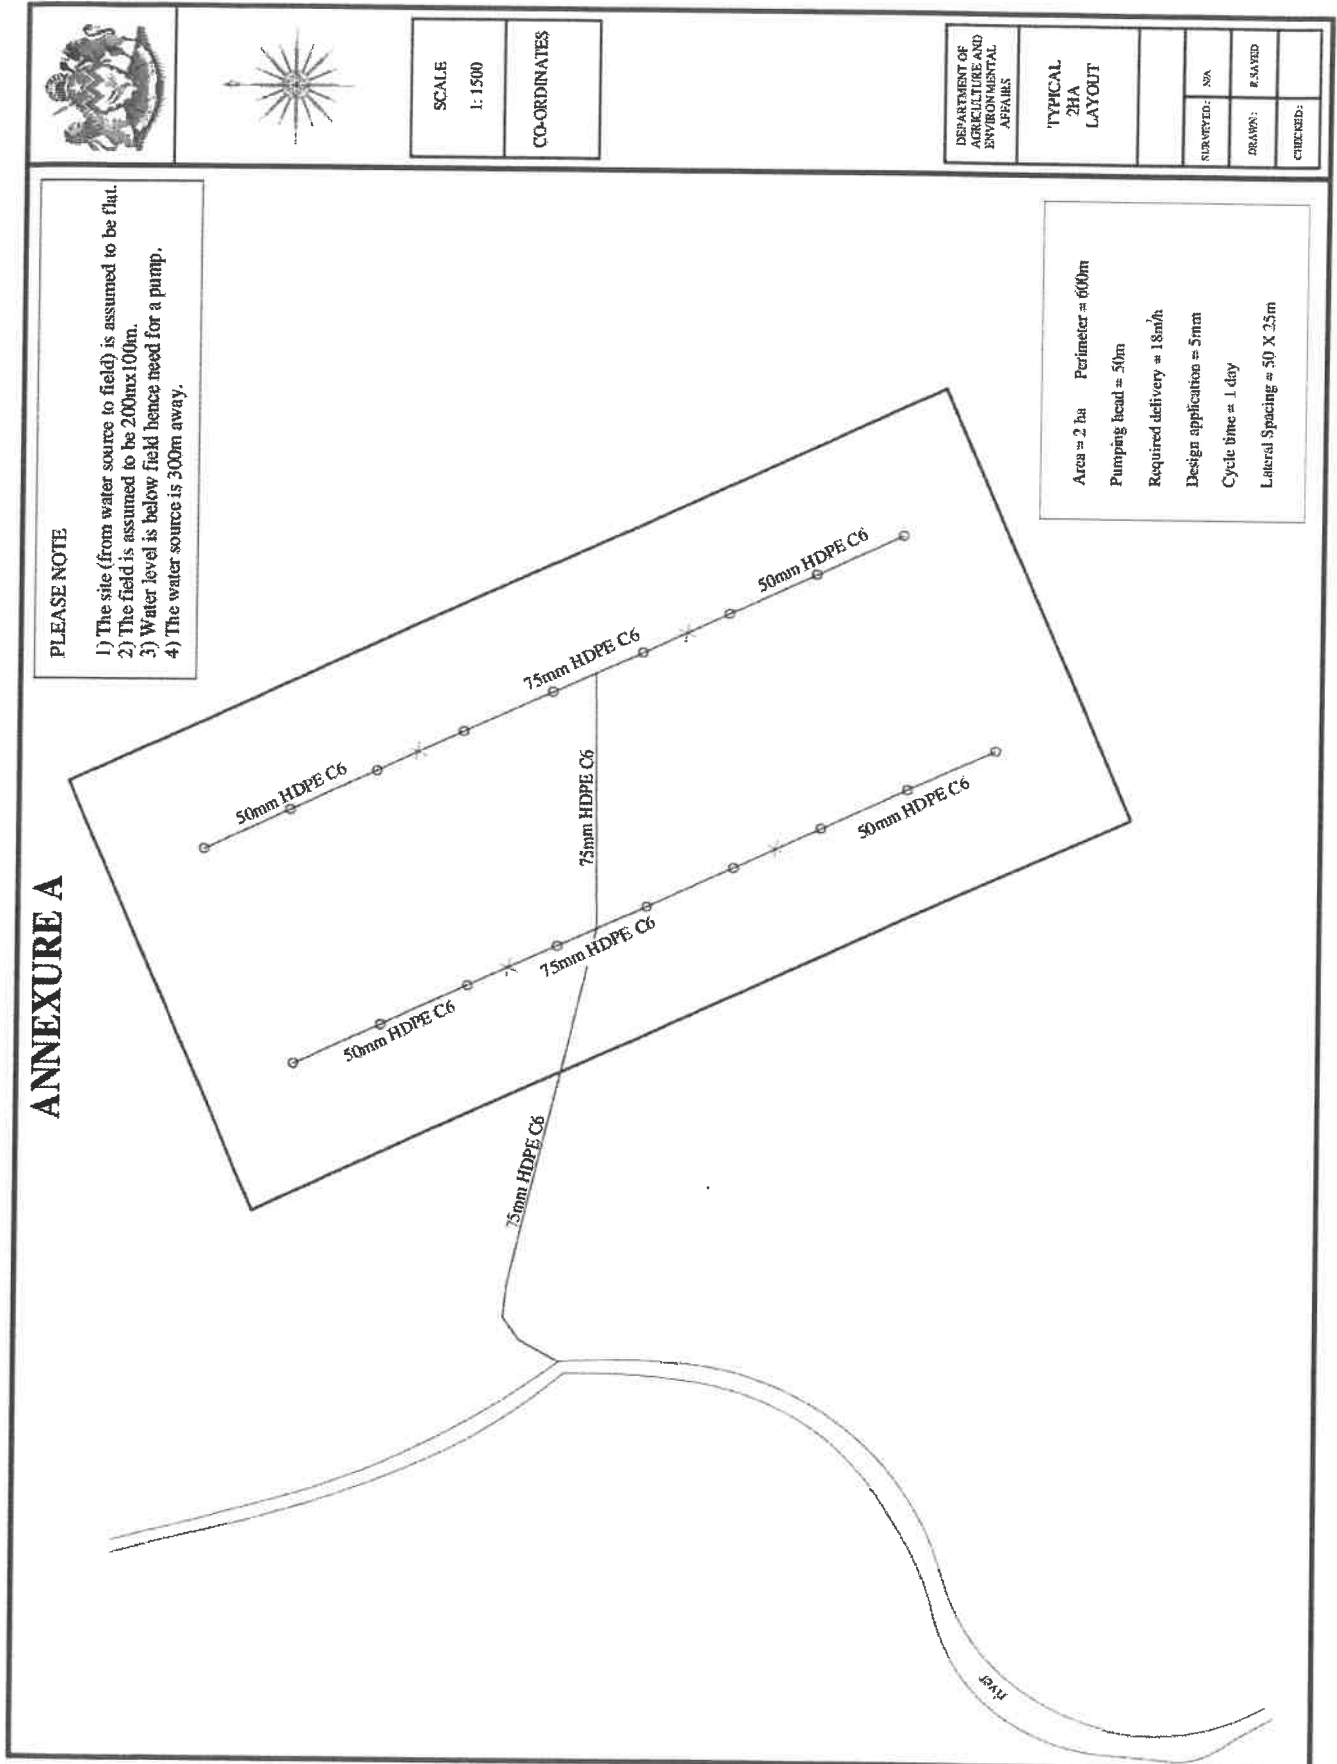 ANNEXURE A
PLEASE NOTE
1) The site (from water source to field) is assumed to be flat.
2) The field is assumed to be 200mx100m.
3) Water level is below field hence need for a pump.
4) The water source is 300m away.
SCALE
1: 1500
CO-ORDINATES
DEPARTMENT OF
AGRICULTURE AND
ENVIRONMENTAL
AFFAIRS
TYPICAL
2HA
LAYOUT
SURVEYED: N/A
DRAWN: R.SAYED
CHECKED:
50mm HDPE C6
75mm HDPE C6
50mm HDPE C6
75mm HDPE C6
50mm HDPE C6
75mm HDPE C6
50mm HDPE C6
75mm HDPE C6
river
Area = 2 ha Perimeter = 600m
Pumping head = 50m
Required delivery = 18m³/h
Design application = 5mm
Cycle time = 1 day
Lateral Spacing = 50 X 25m